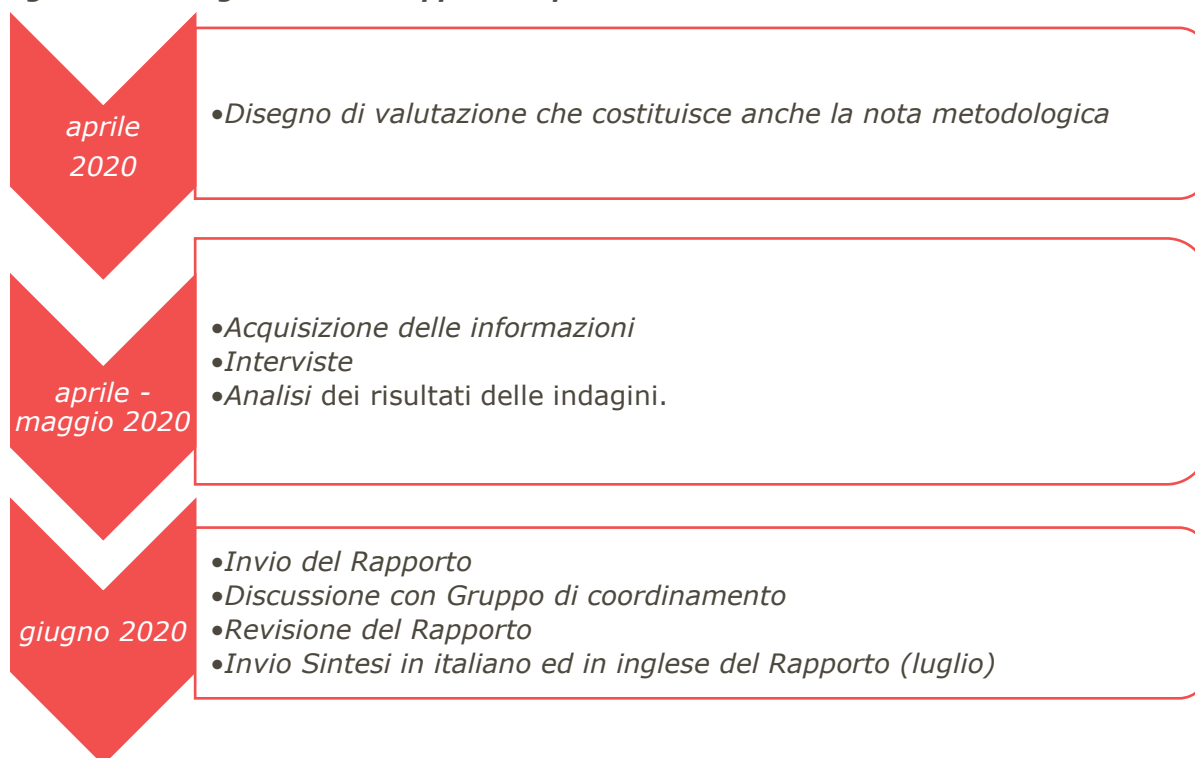 aprile
2020
•Disegno di valutazione che costituisce anche la nota metodologica
aprile -
maggio 2020
•Acquisizione delle informazioni
•Interviste
•Analisi dei risultati delle indagini.
giugno 2020
•Invio del Rapporto
•Discussione con Gruppo di coordinamento
•Revisione del Rapporto
•Invio Sintesi in italiano ed in inglese del Rapporto (luglio)